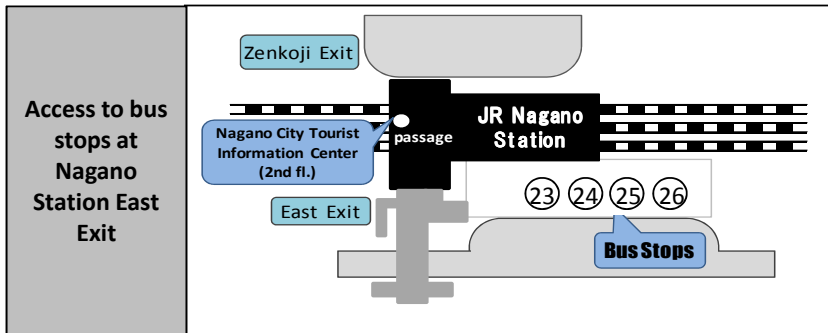 Access to bus
stops at
Nagano
Station East
Exit
Zenkoji Exit
Nagano City Tourist
Information Center
(2nd fl.)
passage
JR Nagano
Station
East Exit
23 24 25 26
Bus Stops